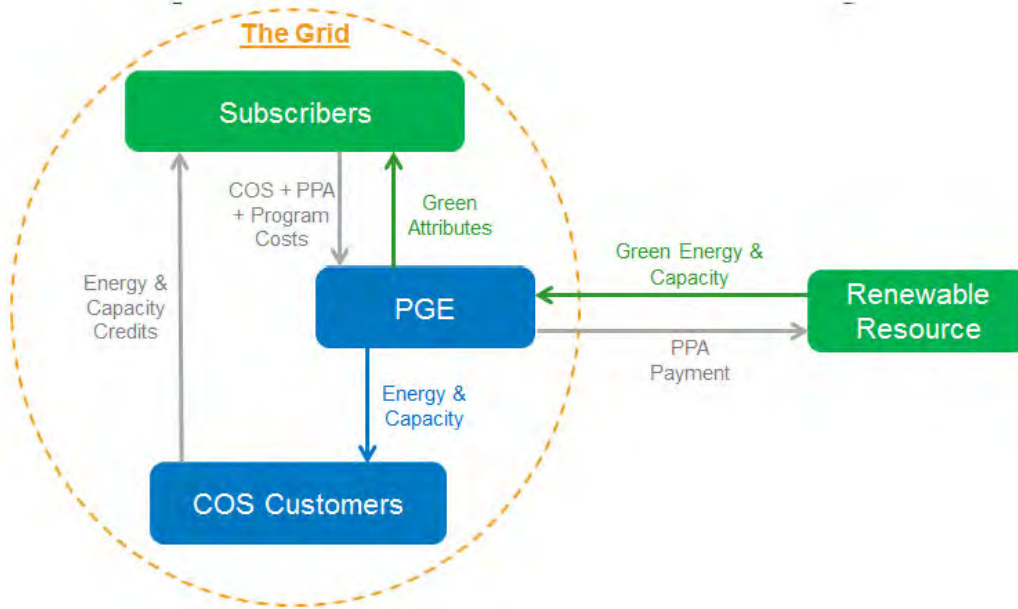 The Grid
Subscribers
COS + PPA
+ Program
Costs
Green
Attributes
Energy &
Capacity
Credits
Green Energy &
Capacity
PGE
Renewable
Resource
PPA
Payment
Energy &
Capacity
COS Customers